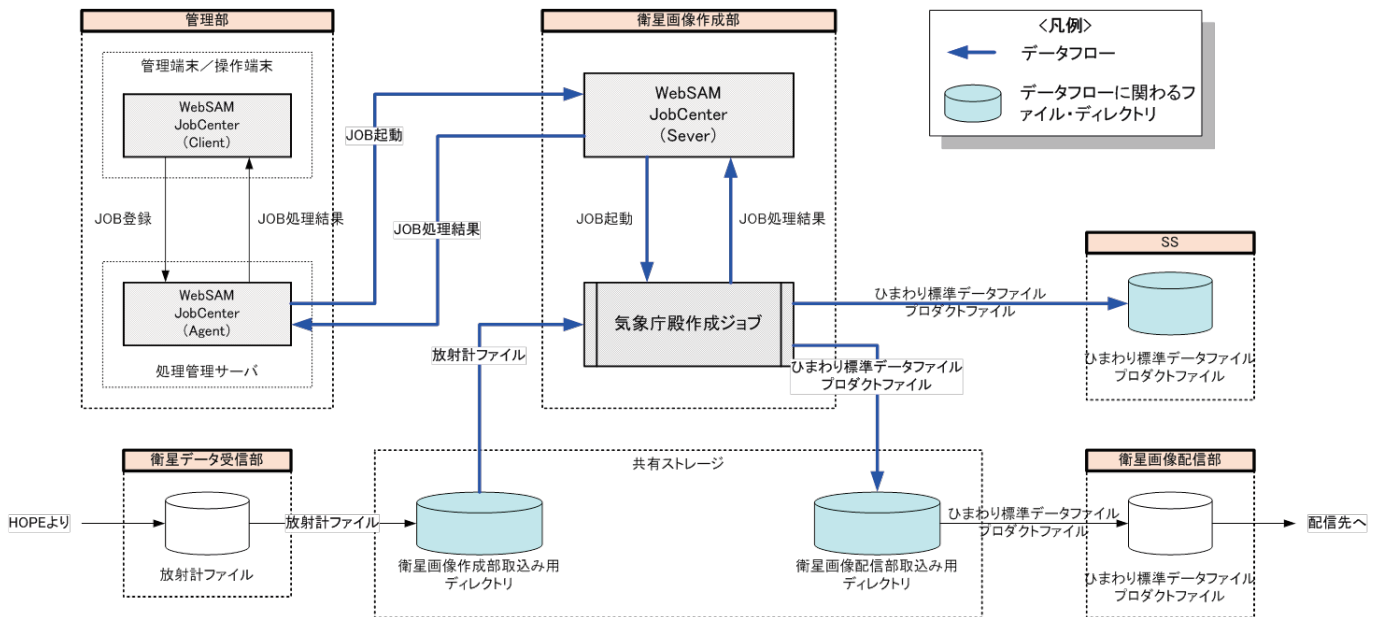 管理部
管理端末／操作端末
WebSAM
JobCenter
(Client)
JOB登録
JOB処理結果
WebSAM
JobCenter
(Agent)
処理管理サーバ
JOB起動
JOB処理結果
衛星画像作成部
WebSAM
JobCenter
(Sever)
JOB起動
JOB処理結果
気象庁殿作成ジョブ
放射計ファイル
ひまわり標準データファイル
プロダクトファイル
ひまわり標準データファイル
プロダクトファイル
<凡例>
データフロー
データフローに関わるフ
ァイル・ディレクトリ
SS
ひまわり標準データファイル
プロダクトファイル
衛星データ受信部
HOPEより
放射計ファイル
放射計ファイル
共有ストレージ
衛星画像作成部取込み用
ディレクトリ
衛星画像配信部取込み用
ディレクトリ
ひまわり標準データファイル
プロダクトファイル
衛星画像配信部
ひまわり標準データファイル
プロダクトファイル
配信先へ